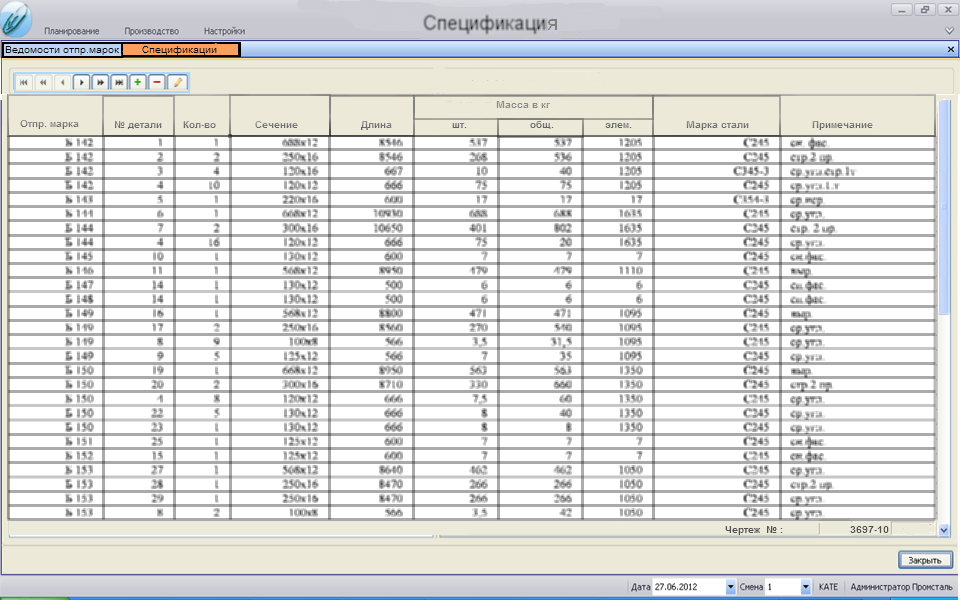 Спецификация
Планирование Производство Настройки
Ведомости отпр.марок Спецификации
Масса в кг
Отпр. марка № детали Кол-во Сечение Длина шт. общ. элем. Марка стали Примечание
Б 142 1 1 688x12 8546 537 537 1205 С245 сн. фас.
Б 142 2 2 250x16 8546 268 536 1205 С245 стр.2 пр.
Б 142 3 4 120x16 667 10 40 1205 С345-3 ср.угл.стр.1т
Б 142 4 10 120x12 666 75 75 1205 С245 ср.угл.1.т
Б 143 5 1 220x16 600 17 17 17 С354-3
Б 144 6 1 668x12 10930 688 688 1635 С245 ср.угл.
Б 144 7 2 300x16 10650 401 802 1635 С245 стр. 2 пр.
Б 144 4 16 120x12 666 75 20 1635 С245 ср.угл.
Б 145 10 1 130x12 600 7 7 7 С245 сн.фас.
Б 146 11 1 568x12 8950 479 479 1110 С245 выр.
Б 147 14 1 130x12 500 6 6 6 С245 сн.фас.
Б 148 14 1 130x12 500 6 6 6 С245 сн.фас.
Б 149 16 1 568x12 8800 471 471 1095 С245 выр.
Б 149 17 2 250x16 8560 270 540 1095 С245 ср.угл.
Б 149 8 9 100x8 566 3,5 31,5 1095 С245 ср.угл.
Б 149 9 5 125x12 566 7 35 1095 С245 ср.угл.
Б 150 19 1 668x12 8950 563 563 1350 С245 выр.
Б 150 20 2 300x16 8710 330 660 1350 С245 стр.2 пр.
Б 150 4 8 120x12 666 7,5 60 1350 С245 ср.угл.
Б 150 22 5 130x12 666 8 40 1350 С245 ср.угл.
Б 150 23 1 130x12 666 8 8 1350 С245 ср.угл.
Б 151 25 1 125x12 600 7 7 7 С245 сн.фас.
Б 152 15 1 125x12 600 7 7 7 С245 сн.фас.
Б 153 27 1 568x12 8640 462 462 1050 С245 ср.угл.
Б 153 28 1 250x16 8470 266 266 1050 С245 стр.2 пр.
Б 153 29 1 250x16 8470 266 266 1050 С245 ср.угл.
Б 153 8 2 100x8 566 3,5 42 1050 С245 ср.угл.
Чертеж № : 3697-10
Закрыть
Дата 27.06.2012 Смена 1 КАТЕ Администратор Промсталь